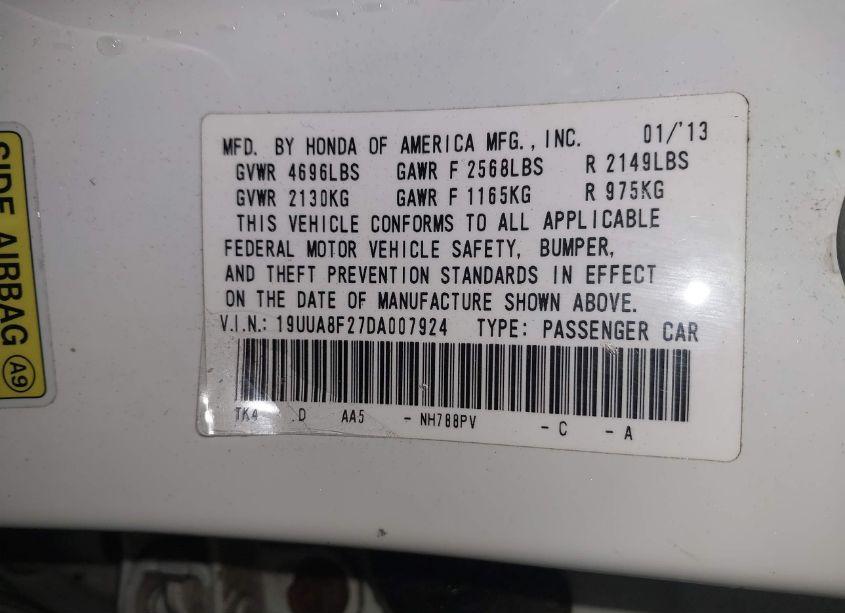 SIDE AIRBAG A9
MFD. BY HONDA OF AMERICA MFG., INC. 01/'13
GVWR 4696LBS GAWR F 2568LBS R 2149LBS
GVWR 2130KG GAWR F 1165KG R 975KG
THIS VEHICLE CONFORMS TO ALL APPLICABLE
FEDERAL MOTOR VEHICLE SAFETY, BUMPER,
AND THEFT PREVENTION STANDARDS IN EFFECT
ON THE DATE OF MANUFACTURE SHOWN ABOVE.
V.I.N.: 19UUA8F27DA007924 TYPE: PASSENGER CAR
TK4 D AA5 - NH788PV - C - A